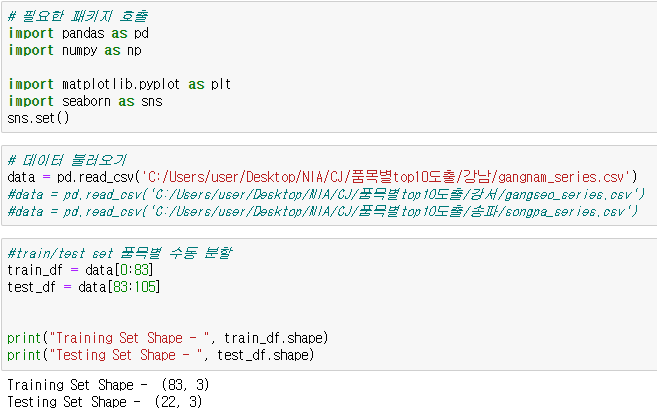 # 필요한 패키지 호출
import pandas as pd
import numpy as np
import matplotlib.pyplot as plt
import seaborn as sns
sns.set()
# 데이터 불러오기
data = pd.read_csv('C:/Users/user/Desktop/NIA/CJ/품목별top10도출/강남/gangnam_series.csv')
#data = pd.read_csv('C:/Users/user/Desktop/NIA/CJ/품목별top10도출/강서/gangseo_series.csv')
#data = pd.read_csv('C:/Users/user/Desktop/NIA/CJ/품목별top10도출/송파/songpa_series.csv')
#train/test set 품목별 수동 분할
train_df = data[0:83]
test_df = data[83:105]
print("Training Set Shape - ", train_df.shape)
print("Testing Set Shape - ", test_df.shape)
Training Set Shape -  (83, 3)
Testing Set Shape -  (22, 3)